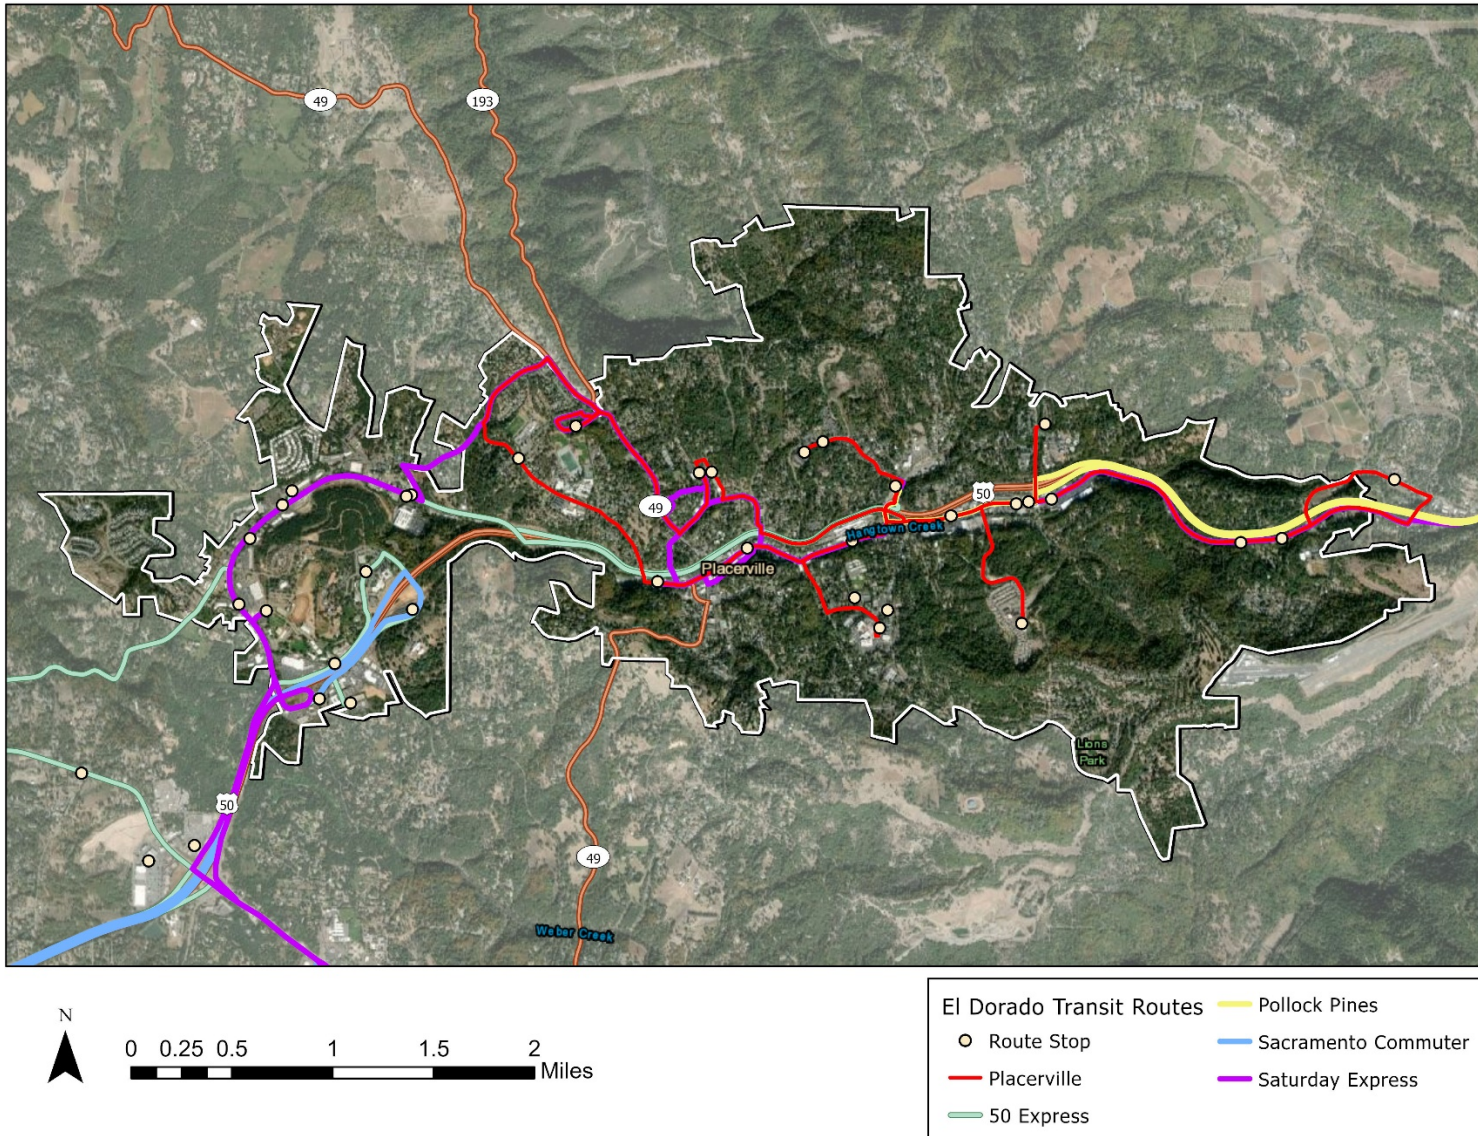 49
193
50
49
Hangtown Creek
Placerville
Lions
Park
50
49
Weber Creek
N
0 0.25 0.5 1 1.5 2
Miles
El Dorado Transit Routes
Route Stop
Placerville
50 Express
Pollock Pines
Sacramento Commuter
Saturday Express